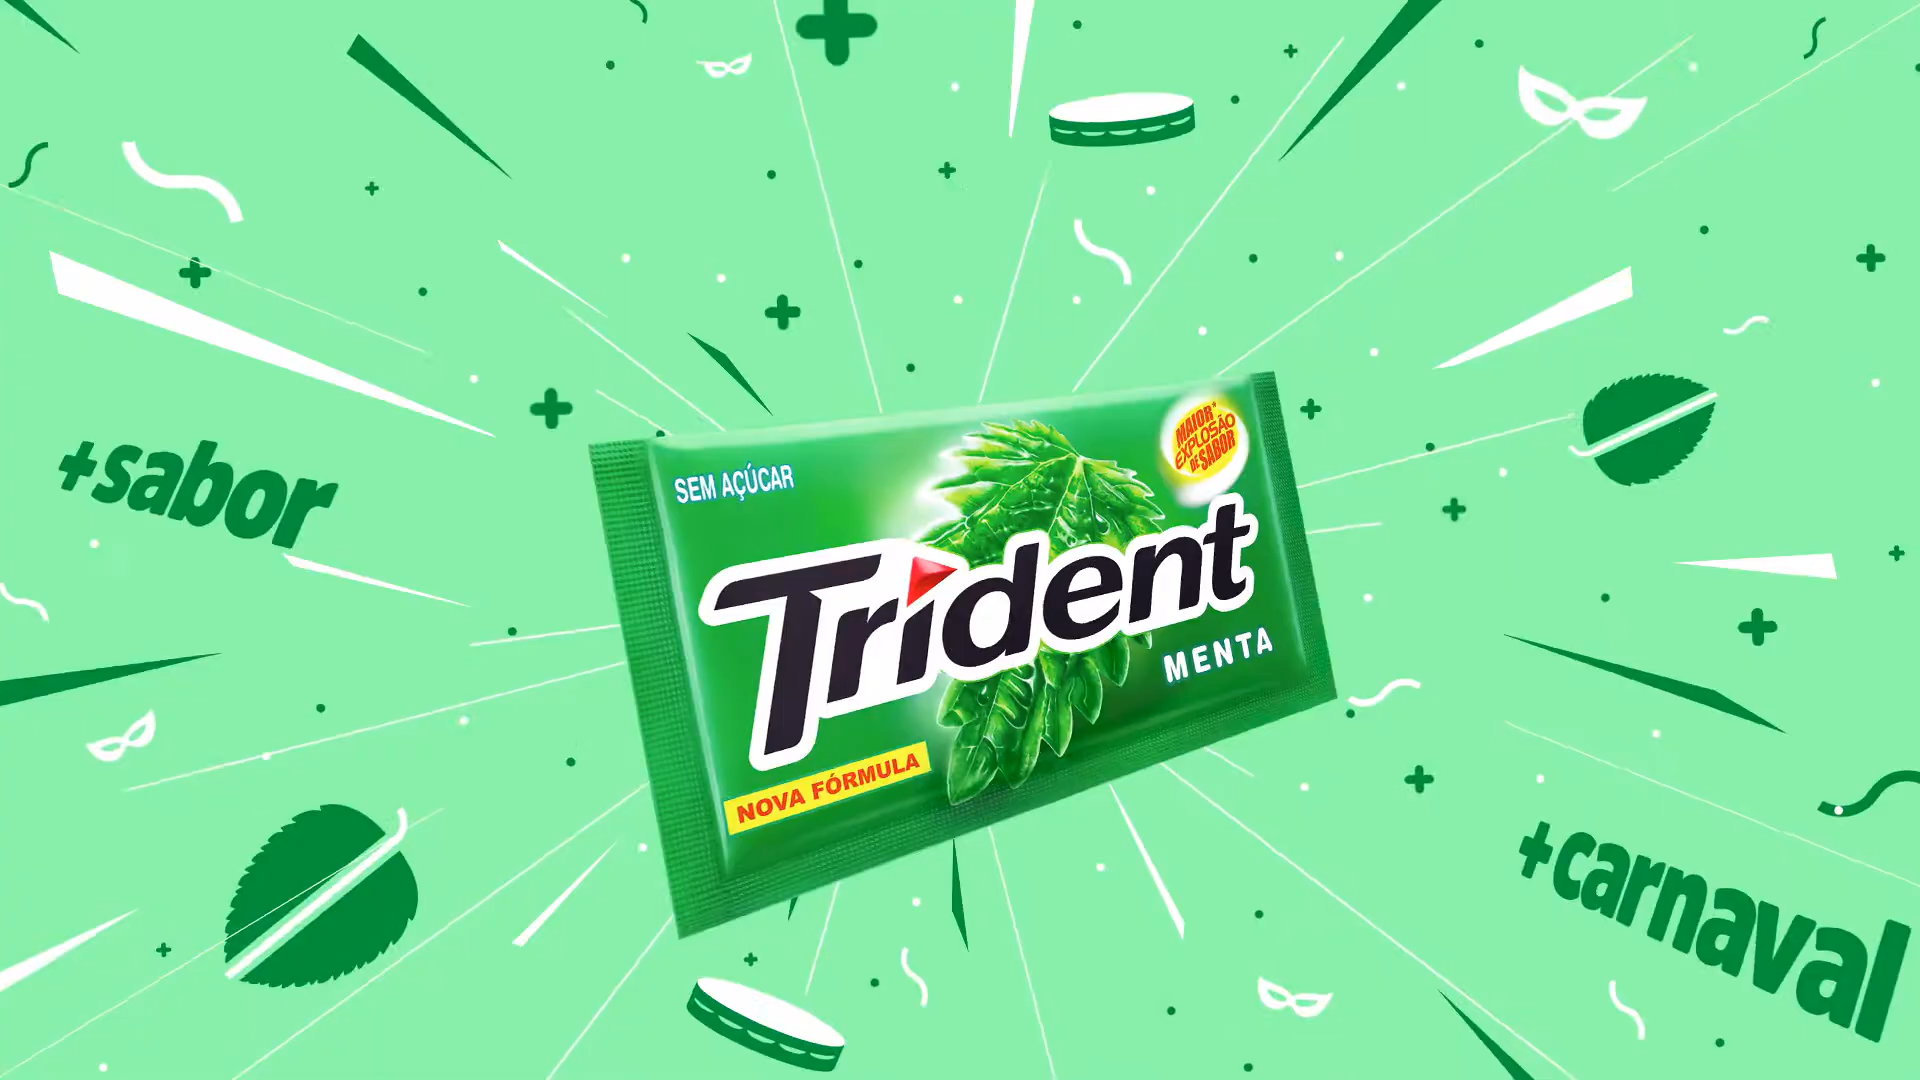 +sabor
SEM AÇÚCAR
MAIOR*
EXPLOSÃO
DE SABOR
Trident
MENTA
NOVA FÓRMULA
+carnaval